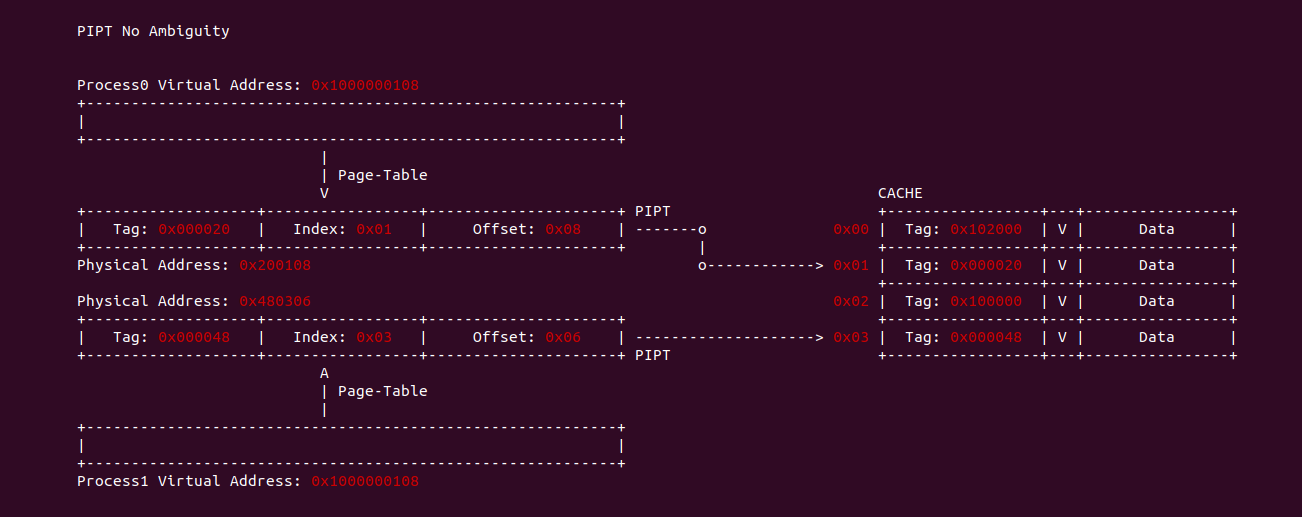 PIPT No Ambiguity
Process0 Virtual Address: 0x1000000108
Page-Table
V
CACHE
PIPT
Tag: 0x000020 | Index: 0x01 | Offset: 0x08 | 0x00 | Tag: 0x102000 | V | Data
Physical Address: 0x200108 0x01 | Tag: 0x000020 | V | Data
Physical Address: 0x480306 0x02 | Tag: 0x100000 | V | Data
Tag: 0x000048 | Index: 0x03 | Offset: 0x06 | 0x03 | Tag: 0x000048 | V | Data
PIPT
A
Page-Table
Process1 Virtual Address: 0x1000000108